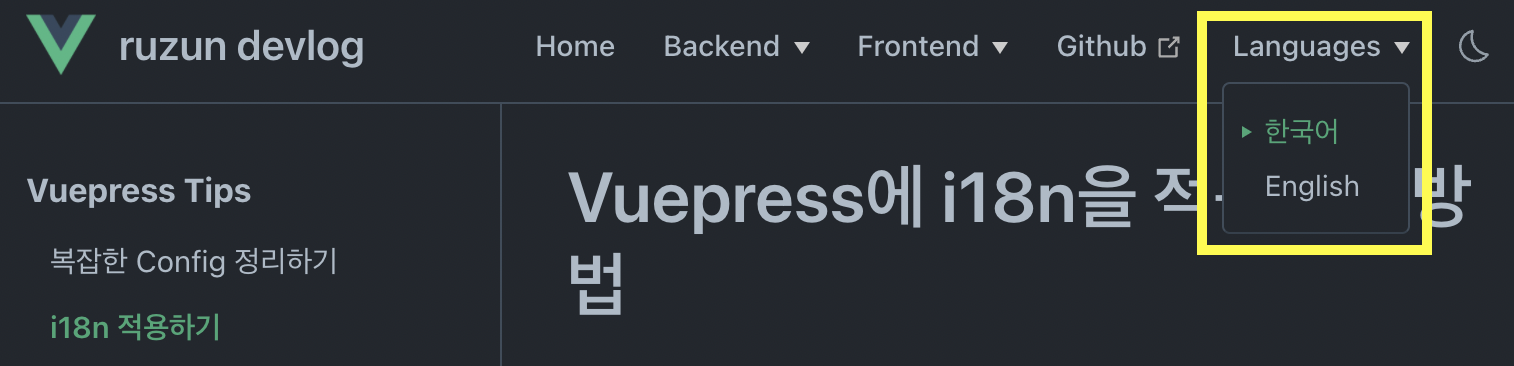 ruzun devlog
Home
Backend
Frontend
Github
Languages
한국어
English
Vuepress Tips
복잡한 Config 정리하기
i18n 적용하기
Vuepress에 i18n을 방
법